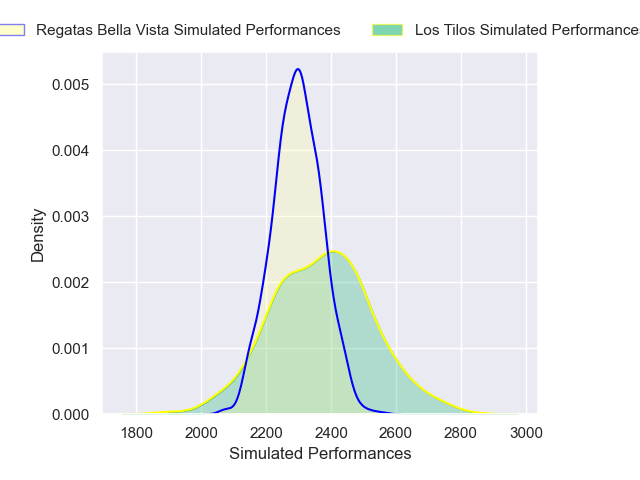 Regatas Bella Vista Simulated Performances
Los Tilos Simulated Performances
0.005
0.004
0.003
0.002
0.001
0.000
Density
1800 2000 2200 2400 2600 2800 3000
Simulated Performances